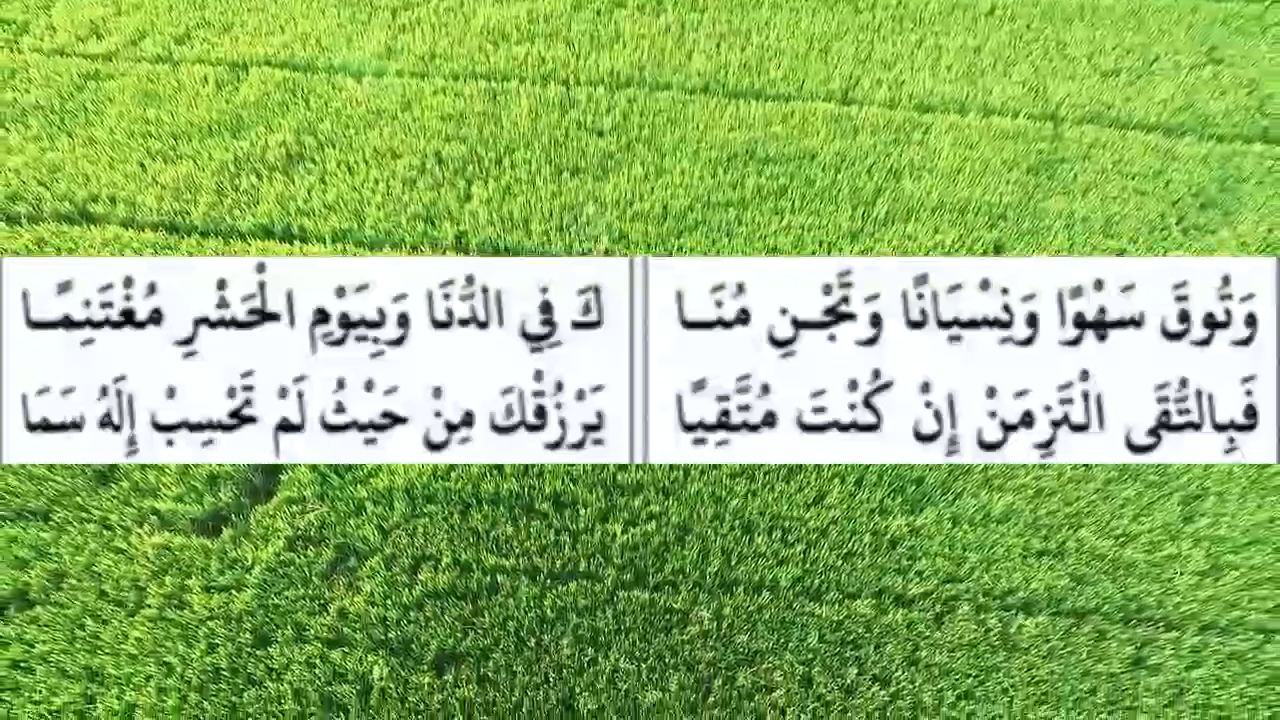 وَتُوقَ سَهْوًا وَنِسْيَانًا وَتَجْنِ مُنَا كَ فِي الدُّنَا وَبِيَوْمِ الْحَشْرِ مُغْتَنِمًا
فَبِالتُّقَى الْتَزِمَنْ إِنْ كُنْتَ مُتَّقِيًا يَرْزُقْكَ مِنْ حَيْثُ لَمْ تَحْسِبْ إِلَهُ سَمَا